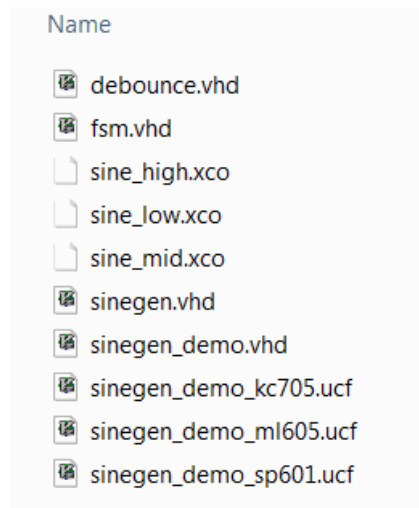 Name
debounce.vhd
fsm.vhd
sine_high.xco
sine_low.xco
sine_mid.xco
sinegen.vhd
sinegen_demo.vhd
sinegen_demo_kc705.ucf
sinegen_demo_ml605.ucf
sinegen_demo_sp601.ucf